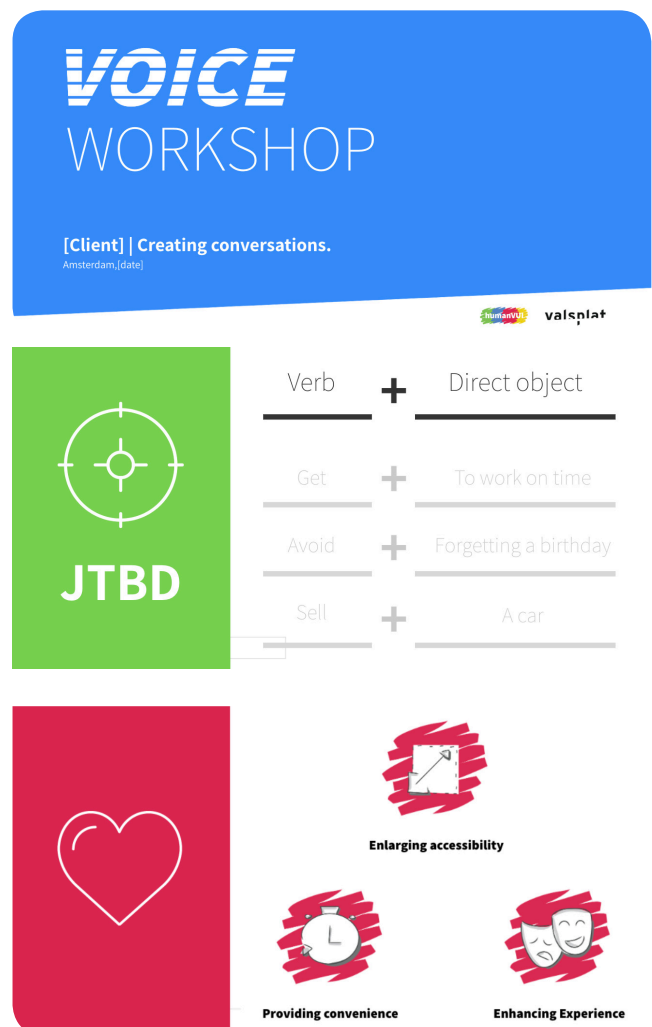 VOICE
WORKSHOP
[Client] | Creating conversations.
Amsterdam,[date]
humanVUI
valsplat
JTBD
Verb + Direct object
Get + To work on time
Avoid + Forgetting a birthday
Sell + A car
Enlarging accessibility
Providing convenience
Enhancing Experience